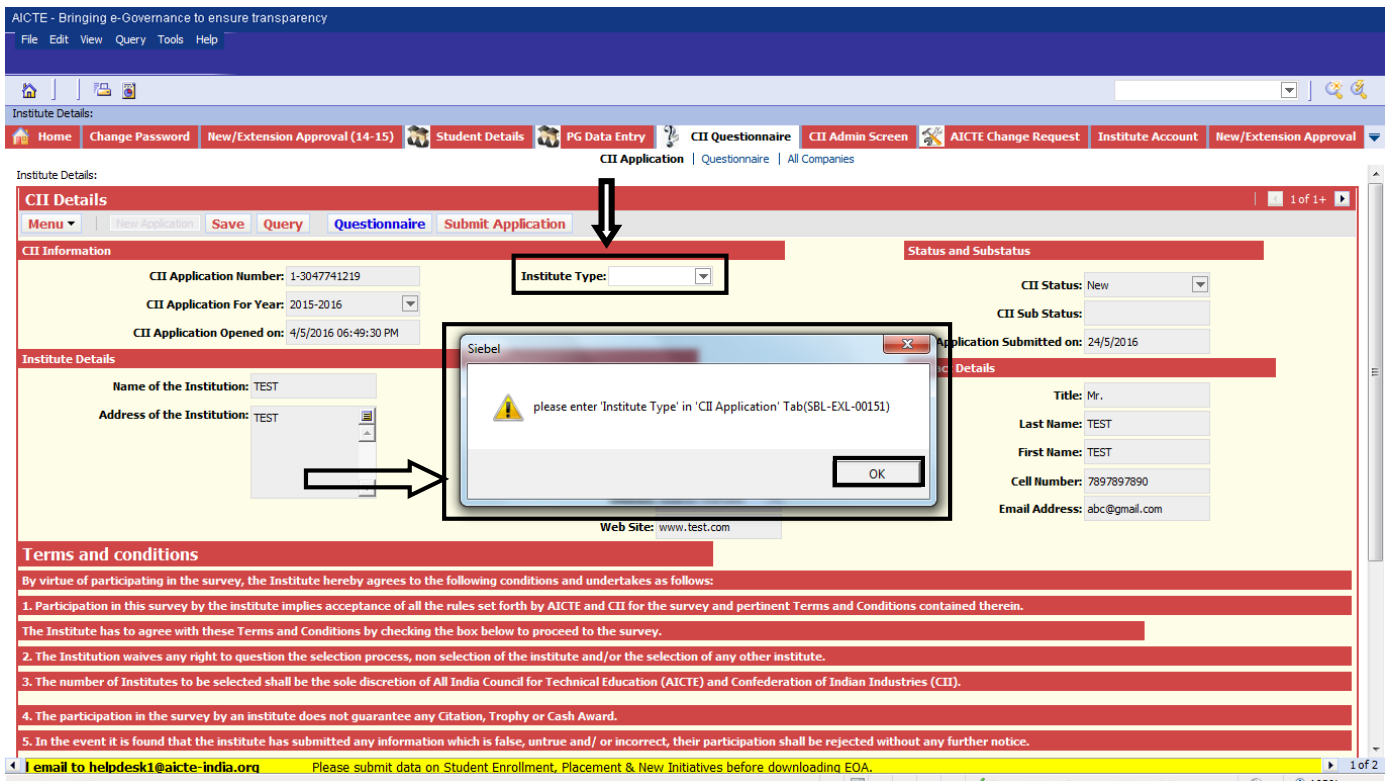 AICTE - Bringing e-Governance to ensure transparency
File Edit View Query Tools Help
Institute Details:
Home Change Password New/Extension Approval (14-15) Student Details PG Data Entry CII Questionnaire CII Admin Screen AICTE Change Request Institute Account New/Extension Approval
CII Application | Questionnaire | All Companies
Institute Details:
CII Details 1 of 1+
Menu New Application Save Query Questionnaire Submit Application
CII Information Status and Substatus
CII Application Number: 1-3047741219 Institute Type: CII Status: New
CII Application For Year: 2015-2016 CII Sub Status:
CII Application Opened on: 4/5/2016 06:49:30 PM Application Submitted on: 24/5/2016
Siebel
Institute Details Details
Name of the Institution: TEST Title: Mr.
please enter 'Institute Type' in 'CII Application' Tab(SBL-EXL-00151)
Address of the Institution: TEST Last Name: TEST
First Name: TEST
OK
Cell Number: 7897897890
Email Address: abc@gmail.com
Web Site: www.test.com
Terms and conditions
By virtue of participating in the survey, the Institute hereby agrees to the following conditions and undertakes as follows:
1. Participation in this survey by the institute implies acceptance of all the rules set forth by AICTE and CII for the survey and pertinent Terms and Conditions contained therein.
The Institute has to agree with these Terms and Conditions by checking the box below to proceed to the survey.
2. The Institution waives any right to question the selection process, non selection of the institute and/or the selection of any other institute.
3. The number of Institutes to be selected shall be the sole discretion of All India Council for Technical Education (AICTE) and Confederation of Indian Industries (CII).
4. The participation in the survey by an institute does not guarantee any Citation, Trophy or Cash Award.
5. In the event it is found that the institute has submitted any information which is false, untrue and/ or incorrect, their participation shall be rejected without any further notice.
email to helpdesk1@aicte-india.org Please submit data on Student Enrollment, Placement & New Initiatives before downloading EOA. 1 of 2